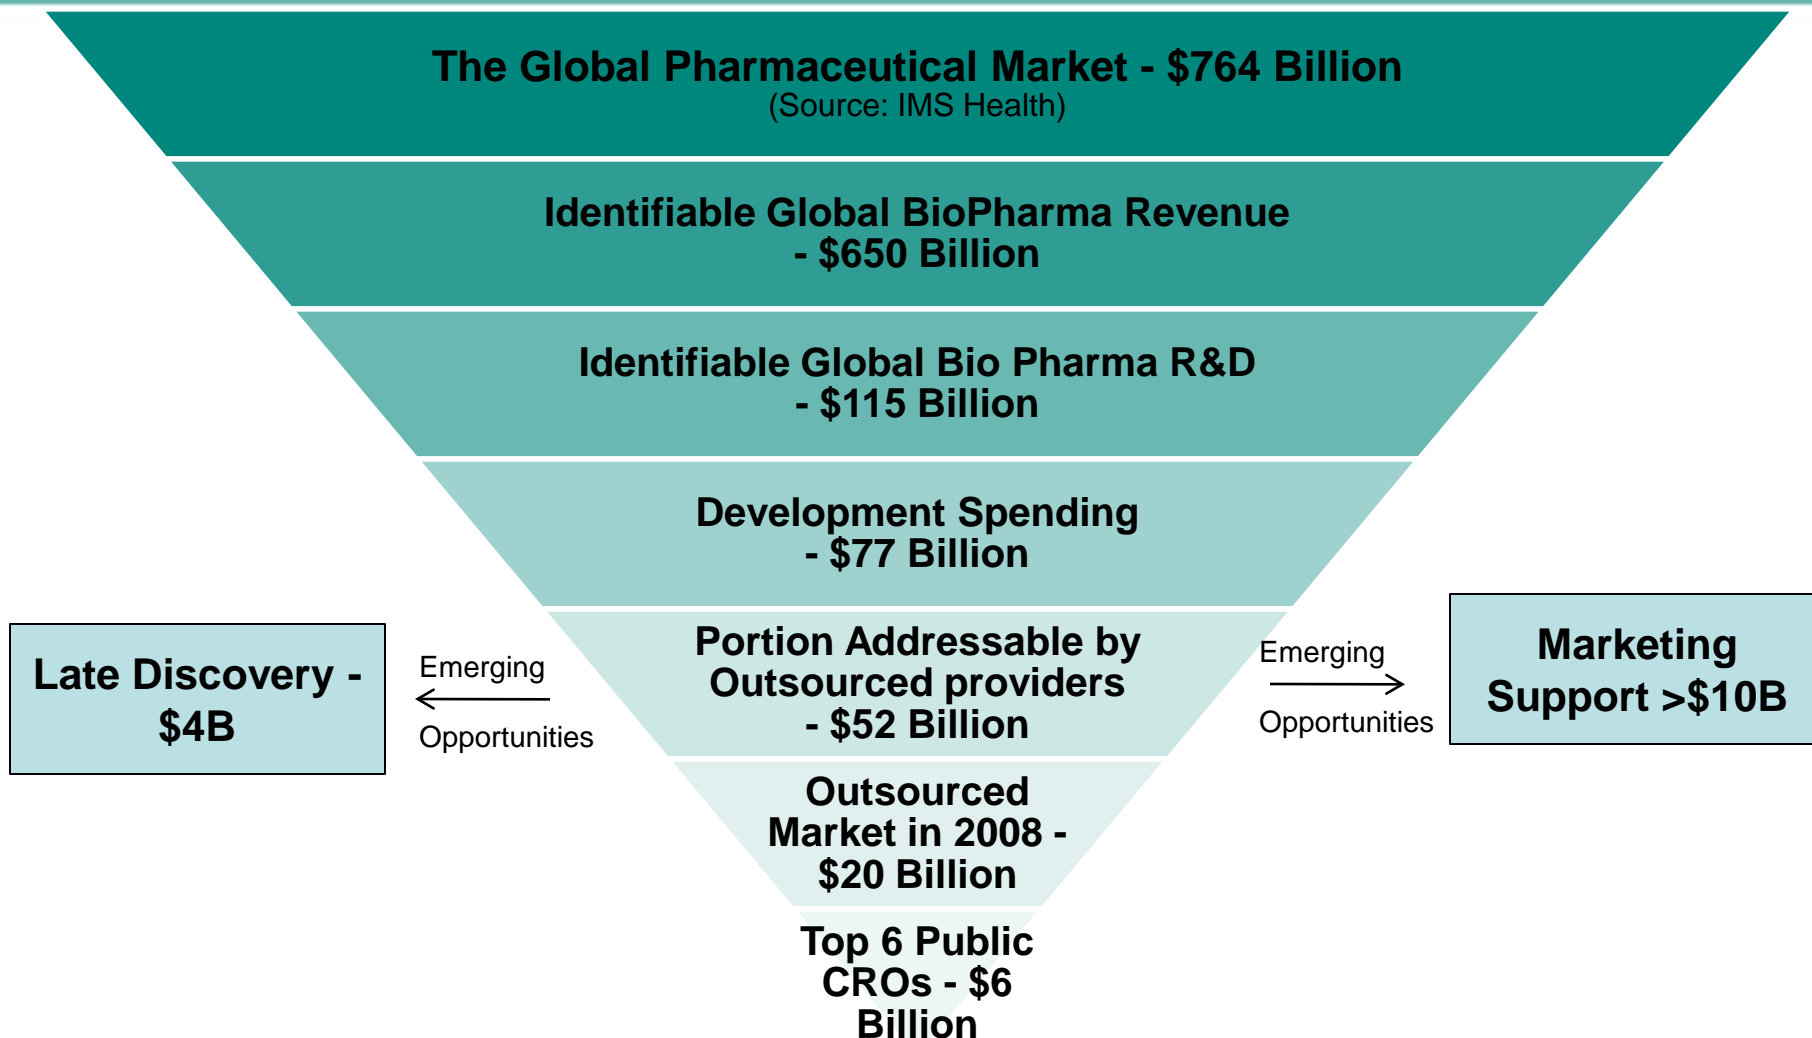 The Global Pharmaceutical Market - $764 Billion
(Source: IMS Health)
Identifiable Global BioPharma Revenue
- $650 Billion
Identifiable Global Bio Pharma R&D
- $115 Billion
Development Spending
- $77 Billion
Portion Addressable by
Outsourced providers
- $52 Billion
Late Discovery -
$4B
Emerging
Opportunities
Emerging
Opportunities
Marketing
Support >$10B
Outsourced
Market in 2008 -
$20 Billion
Top 6 Public
CROs - $6
Billion